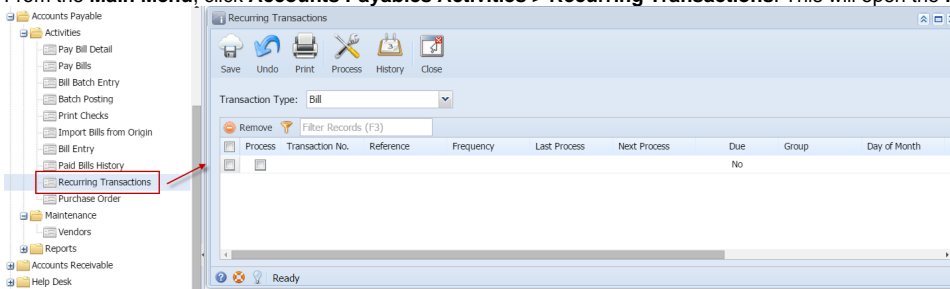 From the Main Menu, click Accounts Payables Activities > Recurring Transactions. This will open the
Accounts Payable
Activities
Pay Bill Detail
Pay Bills
Bill Batch Entry
Batch Posting
Print Checks
Import Bills from Origin
Bill Entry
Paid Bills History
Recurring Transactions
Purchase Order
Maintenance
Vendors
Reports
Accounts Receivable
Help Desk
Recurring Transactions
Save Undo Print Process History Close
Transaction Type: Bill
Remove Filter Records (F3)
Process Transaction No. Reference Frequency Last Process Next Process Due Group Day of Month
No
Ready